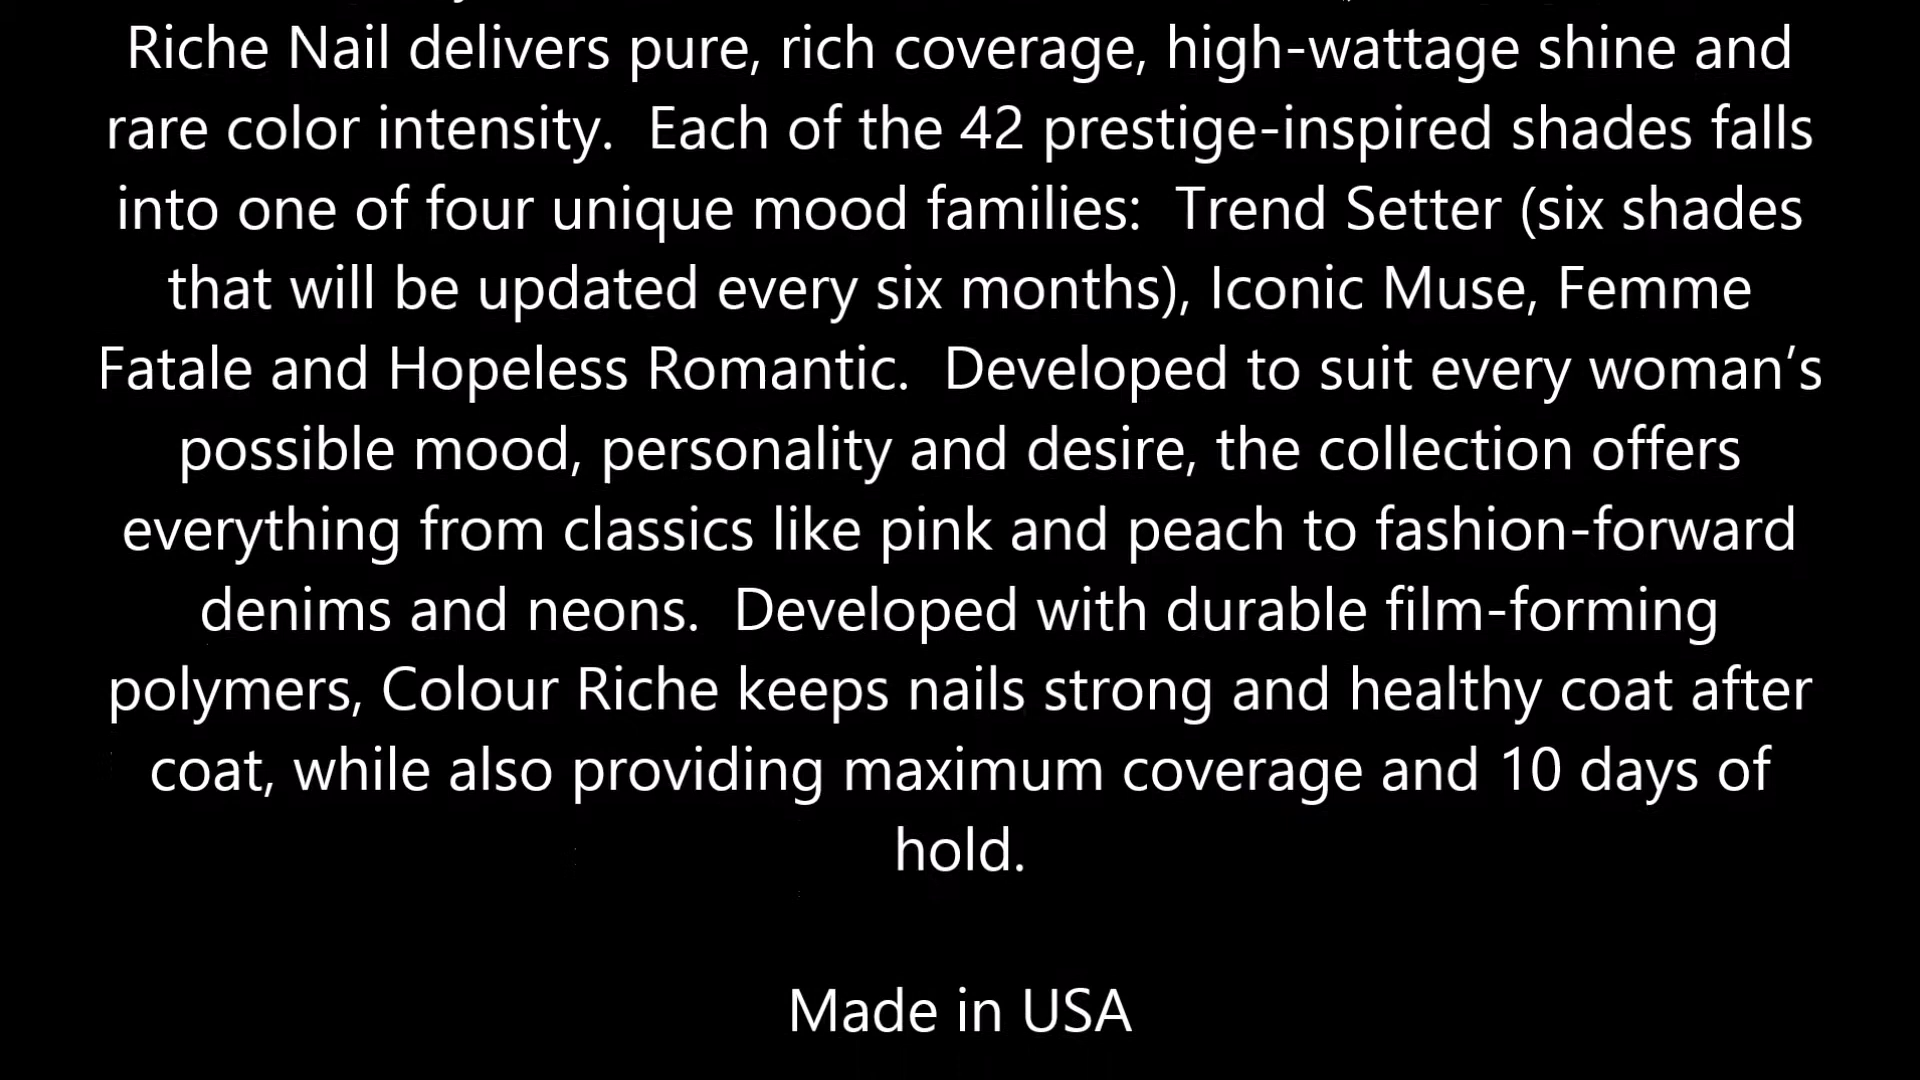 Riche Nail delivers pure, rich coverage, high-wattage shine and
rare color intensity.  Each of the 42 prestige-inspired shades falls
into one of four unique mood families:  Trend Setter (six shades
that will be updated every six months), Iconic Muse, Femme
Fatale and Hopeless Romantic.  Developed to suit every woman’s
possible mood, personality and desire, the collection offers
everything from classics like pink and peach to fashion-forward
denims and neons.  Developed with durable film-forming
polymers, Colour Riche keeps nails strong and healthy coat after
coat, while also providing maximum coverage and 10 days of
hold.
Made in USA